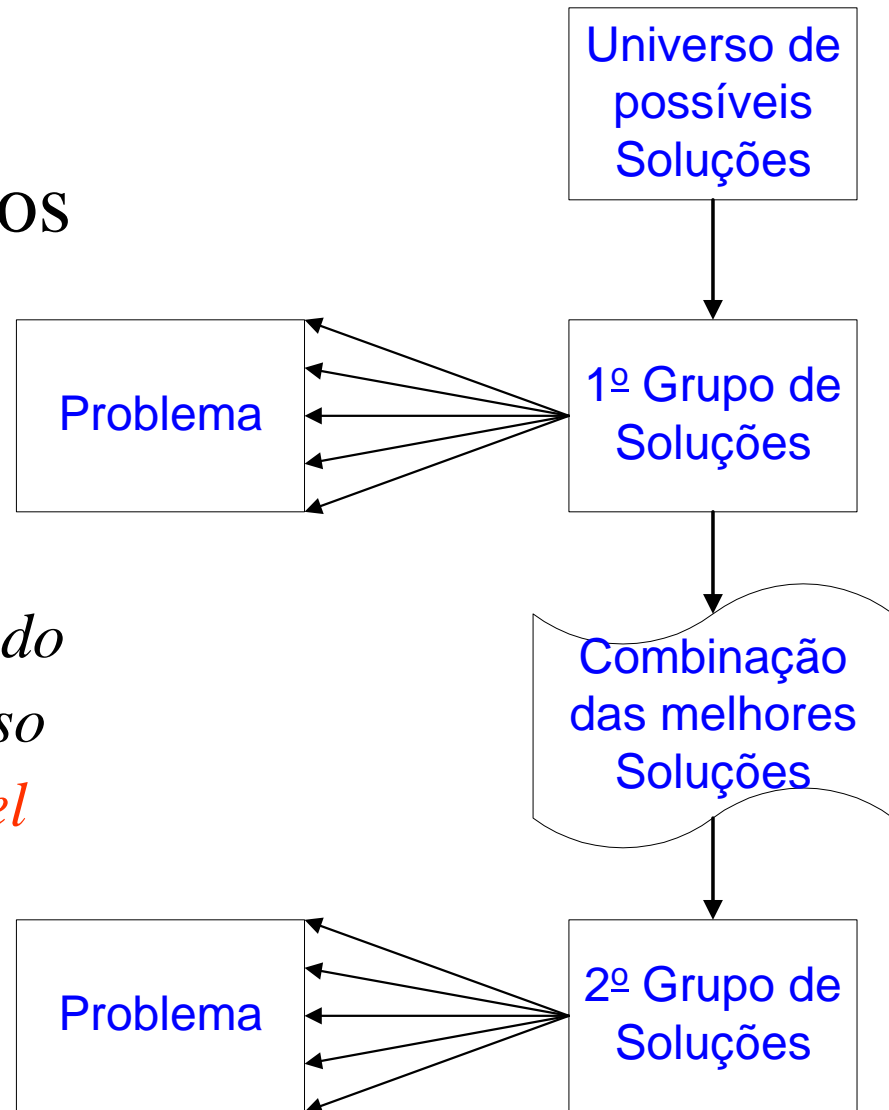 Universo de
possíveis
Soluções
os
Problema
1º Grupo de
Soluções
do
so
el
Combinação
das melhores
Soluções
Problema
2º Grupo de
Soluções